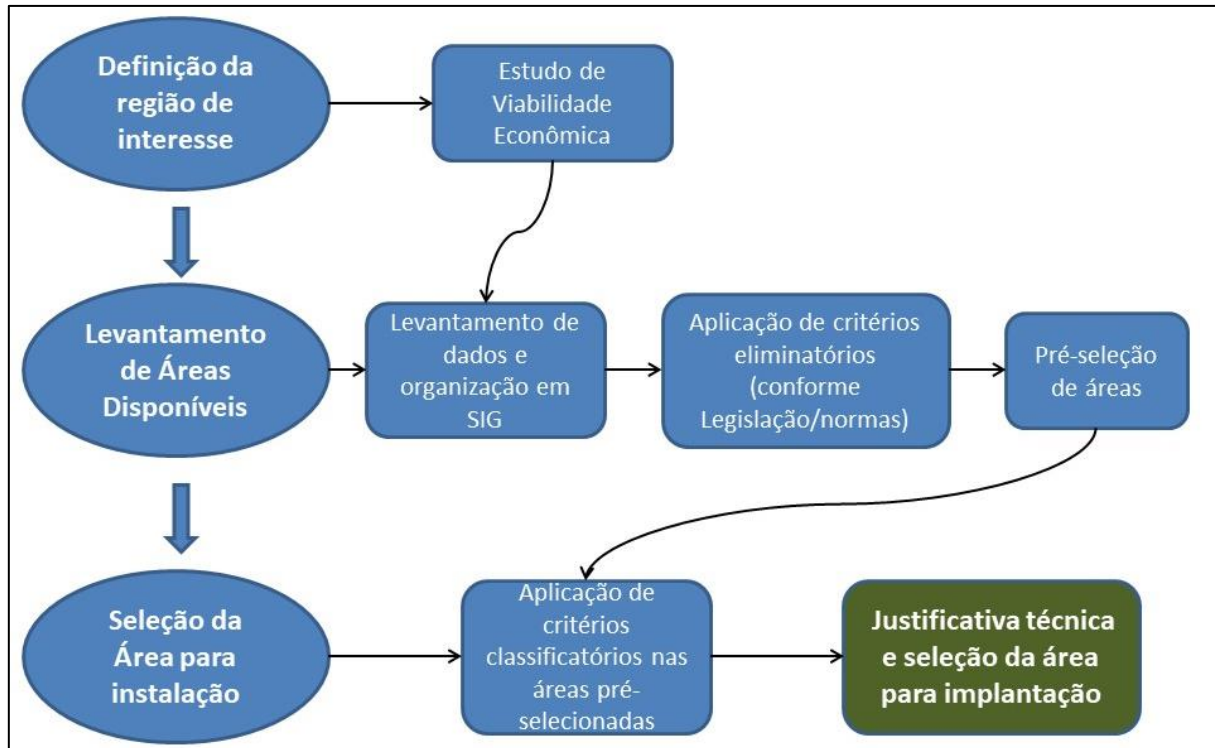 Definição da
região de
interesse
Estudo de
Viabilidade
Econômica
Levantamento
de Áreas
Disponíveis
Levantamento de
dados e
organização em
SIG
Aplicação de critérios
eliminatórios
(conforme
Legislação/normas)
Pré-seleção
de áreas
Seleção da
Área para
instalação
Aplicação de
critérios
classificatórios nas
áreas pré-
selecionadas
Justificativa técnica
e seleção da área
para implantação